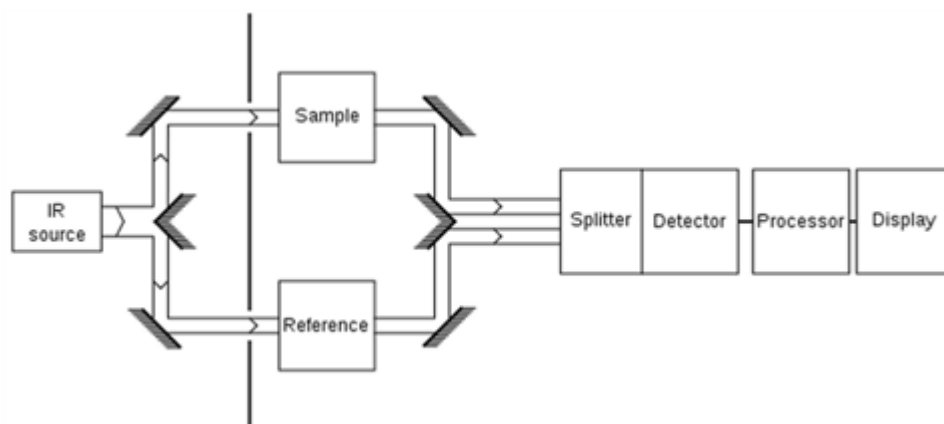 Sample
IR
source
Splitter
Detector
Processor
Display
Reference